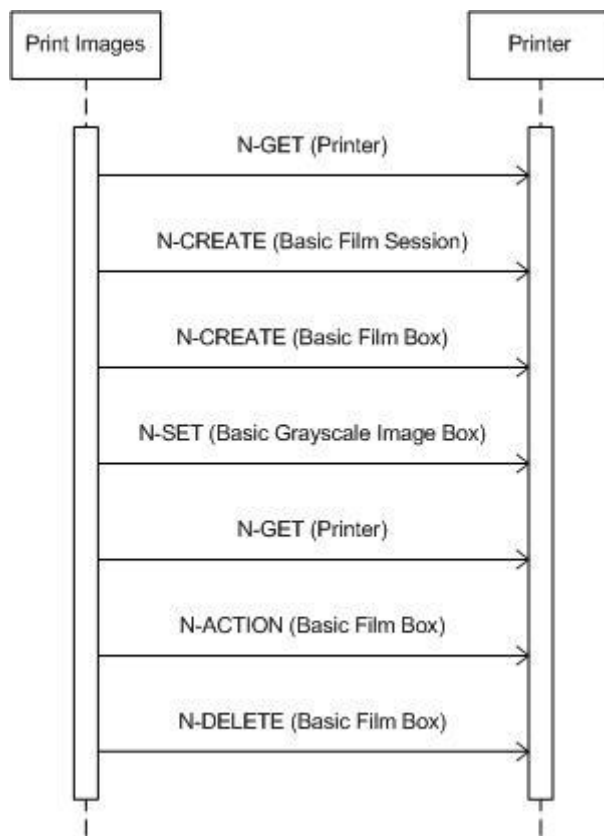 Print Images
Printer
N-GET (Printer)
N-CREATE (Basic Film Session)
N-CREATE (Basic Film Box)
N-SET (Basic Grayscale Image Box)
N-GET (Printer)
N-ACTION (Basic Film Box)
N-DELETE (Basic Film Box)